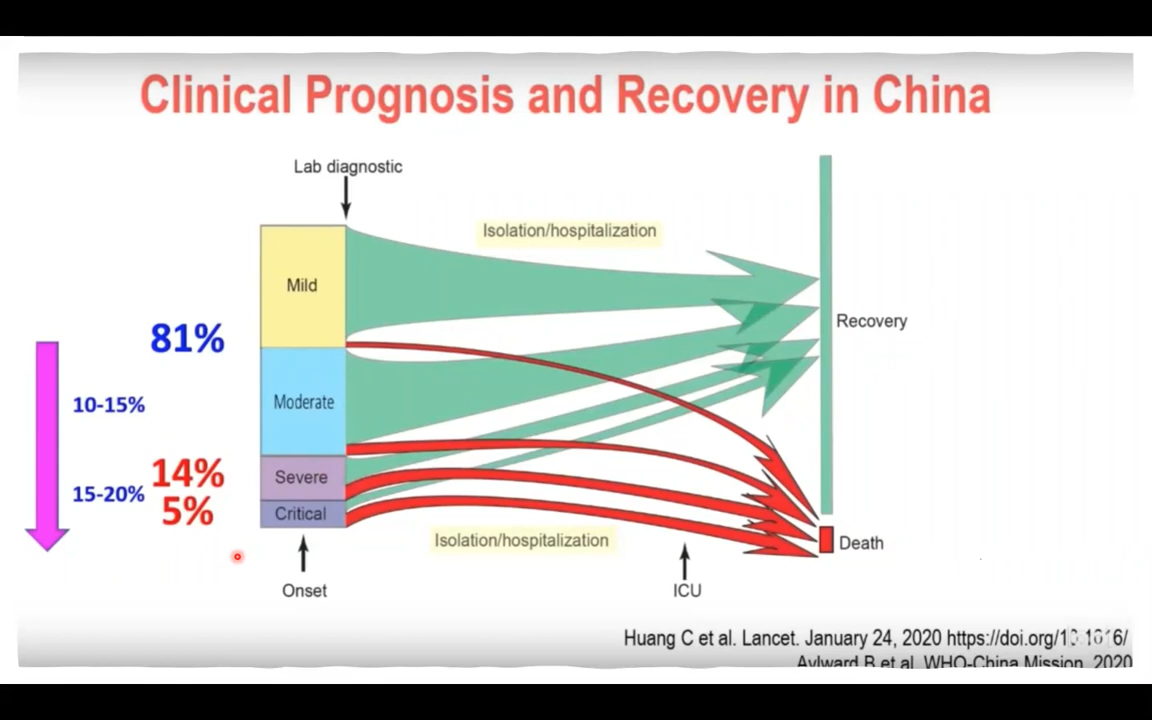 Clinical Prognosis and Recovery in China
Lab diagnostic
Isolation/hospitalization
Mild
81%
Recovery
10-15%
Moderate
14%
Severe
15-20%
5%
Critical
Isolation/hospitalization
Death
Onset
ICU
Huang C et al. Lancet. January 24, 2020 https://doi.org/10.1016/
Aylward B et al. WHO-China Mission, 2020